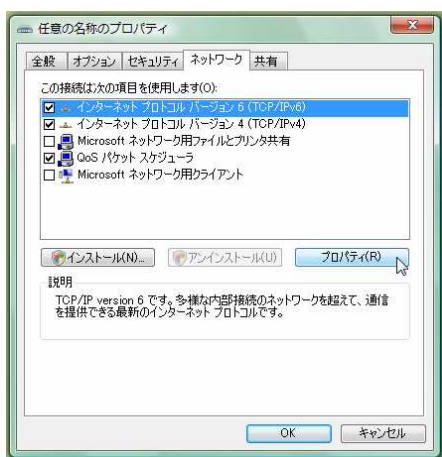 任意の名称のプロパティ
全般 オプション セキュリティ ネットワーク 共有
この接続は次の項目を使用します(O):
インターネット プロトコル バージョン 6 (TCP/IPv6)
インターネット プロトコル バージョン 4 (TCP/IPv4)
Microsoft ネットワーク用ファイルとプリンタ共有
QoS パケット スケジューラ
Microsoft ネットワーク用クライアント
インストール(N)... アンインストール(U) プロパティ(R)
説明
TCP/IP version 6 です。多様な内部接続のネットワークを超えて、通信
を提供できる最新のインターネット プロトコルです。
OK キャンセル